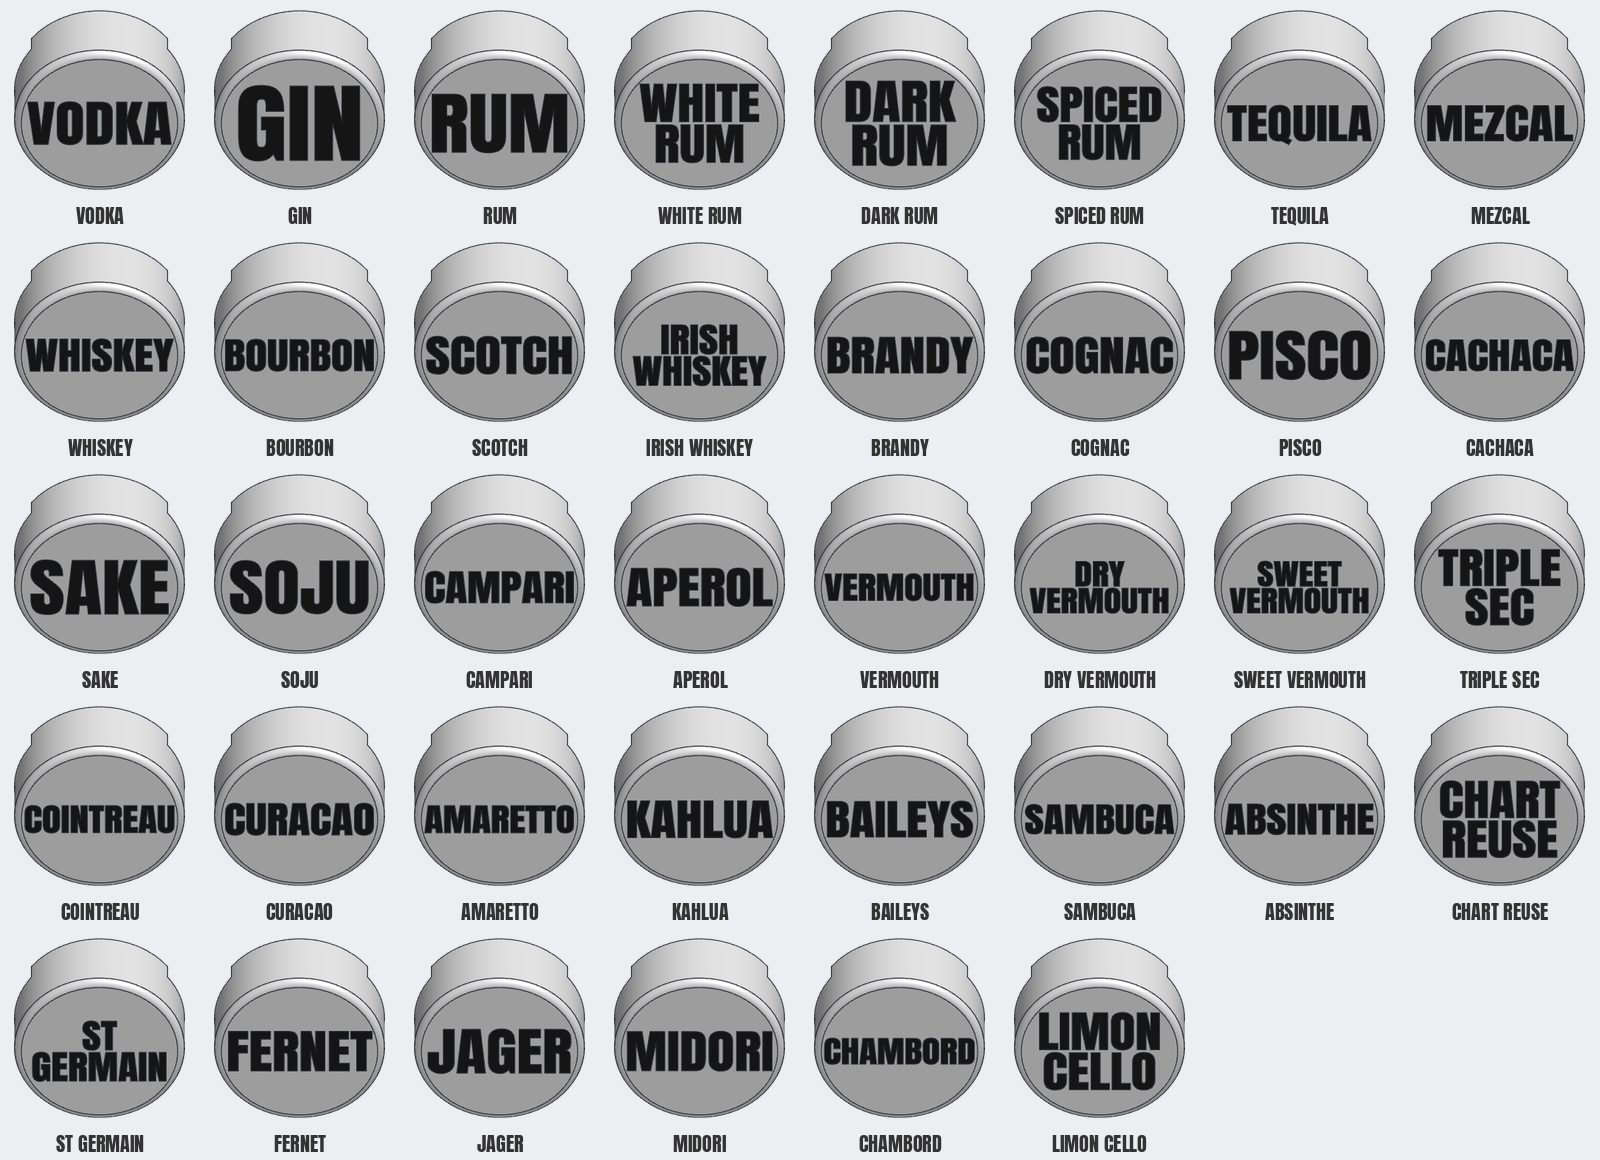 VODKA
GIN
RUM
WHITE
RUM
DARK
RUM
SPICED
RUM
TEQUILA
MEZCAL
VODKA
GIN
RUM
WHITE RUM
DARK RUM
SPICED RUM
TEQUILA
MEZCAL
WHISKEY
BOURBON
SCOTCH
IRISH
WHISKEY
BRANDY
COGNAC
PISCO
CACHACA
WHISKEY
BOURBON
SCOTCH
IRISH WHISKEY
BRANDY
COGNAC
PISCO
CACHACA
SAKE
SOJU
CAMPARI
APEROL
VERMOUTH
DRY
VERMOUTH
SWEET
VERMOUTH
TRIPLE
SEC
SAKE
SOJU
CAMPARI
APEROL
VERMOUTH
DRY VERMOUTH
SWEET VERMOUTH
TRIPLE SEC
COINTREAU
CURACAO
AMARETTO
KAHLUA
BAILEYS
SAMBUCA
ABSINTHE
CHART
REUSE
COINTREAU
CURACAO
AMARETTO
KAHLUA
BAILEYS
SAMBUCA
ABSINTHE
CHART REUSE
ST
GERMAIN
FERNET
JAGER
MIDORI
CHAMBORD
LIMON
CELLO
ST GERMAIN
FERNET
JAGER
MIDORI
CHAMBORD
LIMON CELLO